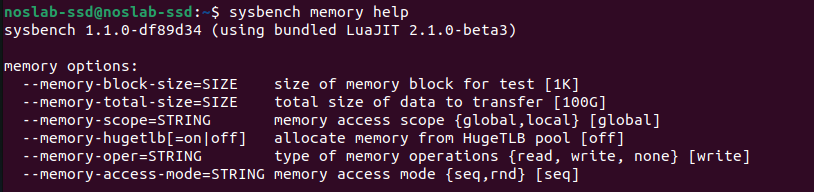 noslab-ssd@noslab-ssd:~$ sysbench memory help
sysbench 1.1.0-df89d34 (using bundled LuaJIT 2.1.0-beta3)
memory options:
--memory-block-size=SIZE    size of memory block for test [1K]
--memory-total-size=SIZE    total size of data to transfer [100G]
--memory-scope=STRING       memory access scope {global,local} [global]
--memory-hugetlb[=on|off]   allocate memory from HugeTLB pool [off]
--memory-oper=STRING        type of memory operations {read, write, none} [write]
--memory-access-mode=STRING memory access mode {seq,rnd} [seq]